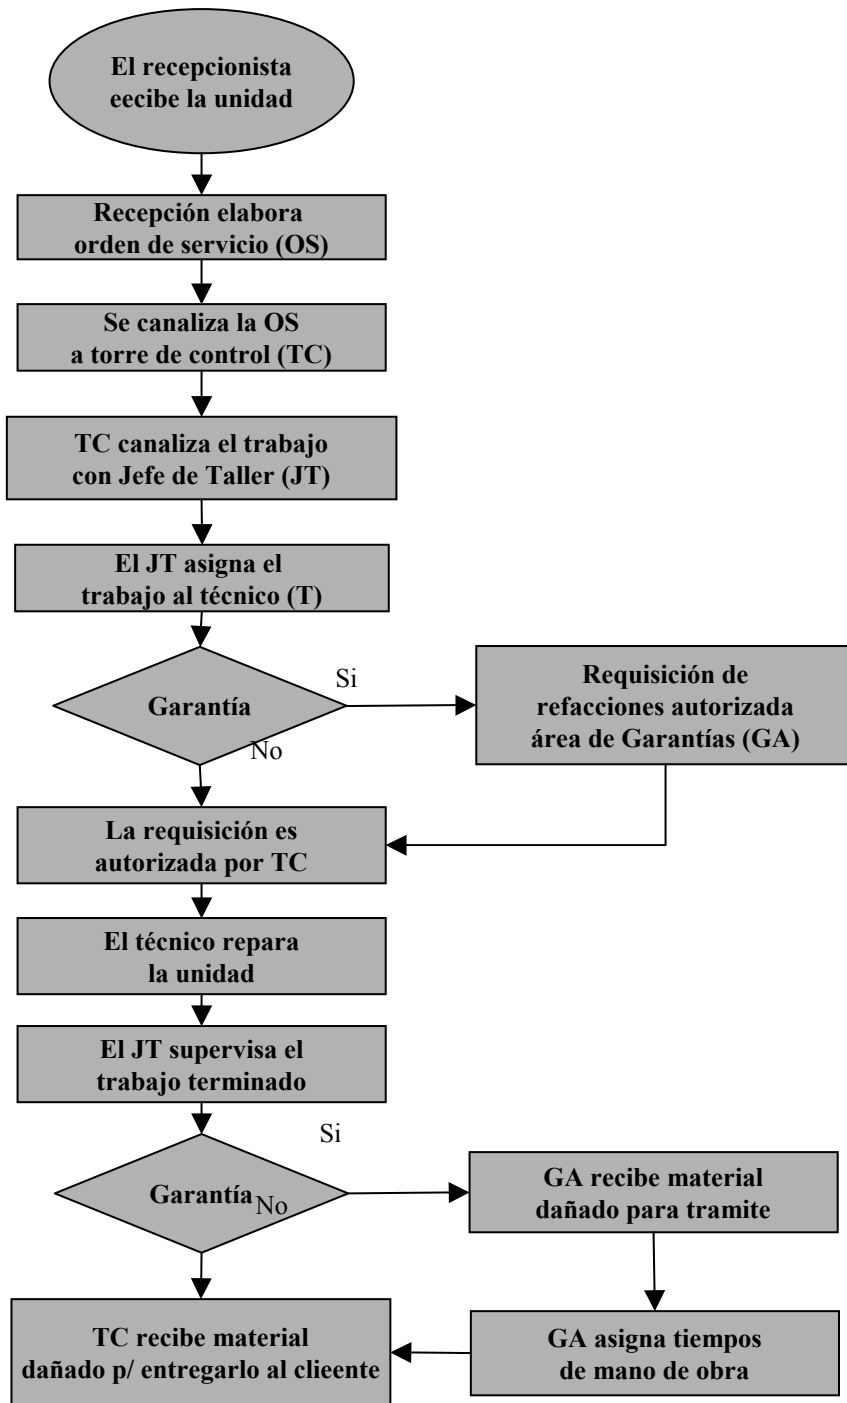 El recepcionista
eecibe la unidad
Recepción elabora
orden de servicio (OS)
Se canaliza la OS
a torre de control (TC)
TC canaliza el trabajo
con Jefe de Taller (JT)
El JT asigna el
trabajo al técnico (T)
Garantía
Si
No
Requisición de
refacciones autorizada
área de Garantías (GA)
La requisición es
autorizada por TC
El técnico repara
la unidad
El JT supervisa el
trabajo terminado
Garantía
Si
No
GA recibe material
dañado para tramite
GA asigna tiempos
de mano de obra
TC recibe material
dañado p/ entregarlo al clieente